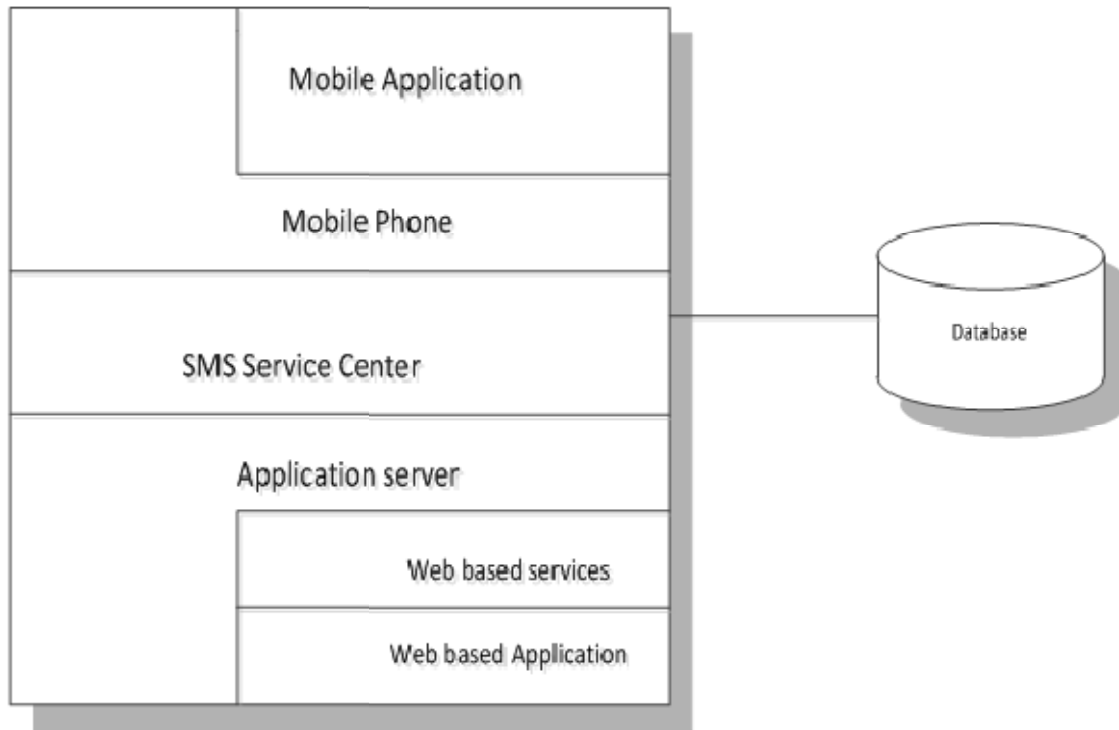 Mobile Application
Mobile Phone
SMS Service Center
Database
Application server
Web based services
Web based Application